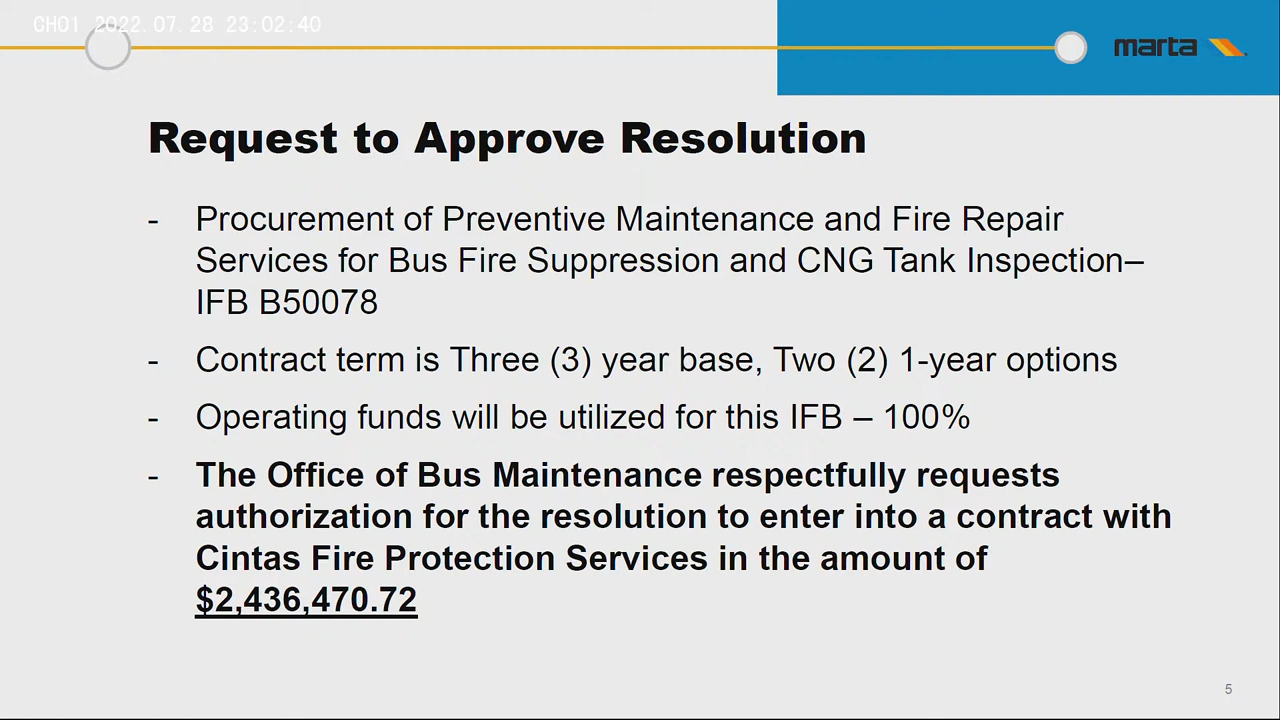 CH01 2022.07.28 23:02:40
marta
Request to Approve Resolution
- Procurement of Preventive Maintenance and Fire Repair
Services for Bus Fire Suppression and CNG Tank Inspection–
IFB B50078
- Contract term is Three (3) year base, Two (2) 1-year options
- Operating funds will be utilized for this IFB – 100%
- The Office of Bus Maintenance respectfully requests
authorization for the resolution to enter into a contract with
Cintas Fire Protection Services in the amount of
$2,436,470.72
5